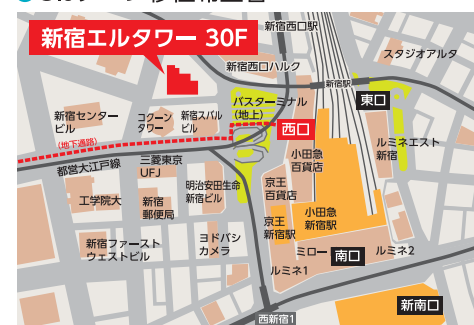 新宿エルタワー 30F
新宿西口駅
スタジオアルタ
新宿西口ハルク
新宿駅
東口
バスターミナル
(地上)
新宿センター
ビル
コクーン
タワー
新宿スバル
ビル
西口
ルミネエスト
新宿
(地下通路)
都営大江戸線
三菱東京
UFJ
小田急
百貨店
明治安田生命
新宿ビル
京王
百貨店
工学院大
新宿
郵便局
小田急
新宿駅
京王
新宿駅
新宿ファースト
ウェストビル
ヨドバシ
カメラ
ミロード
南口
ルミネ2
ルミネ1
新南口
西新宿1